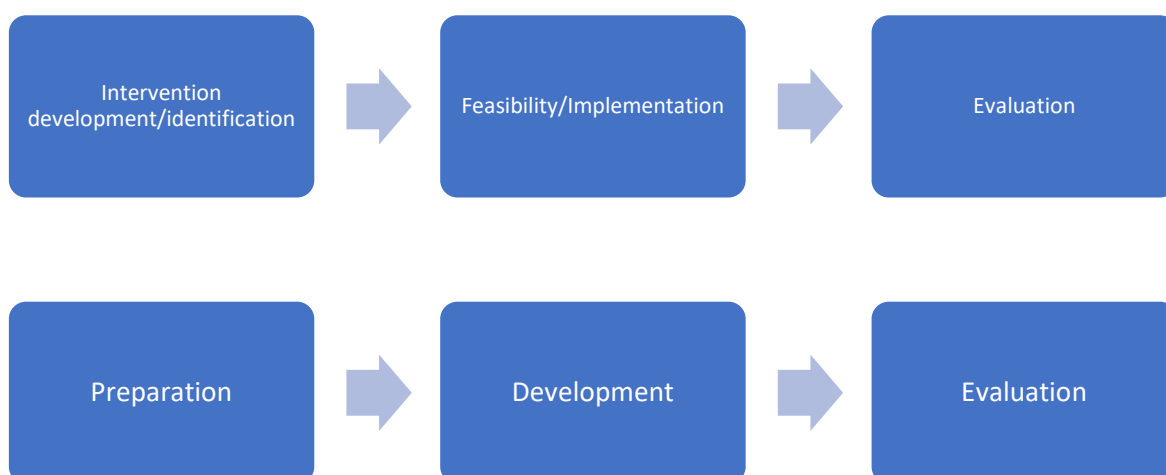 Intervention
development/identification
Feasibility/Implementation
Evaluation
Preparation
Development
Evaluation